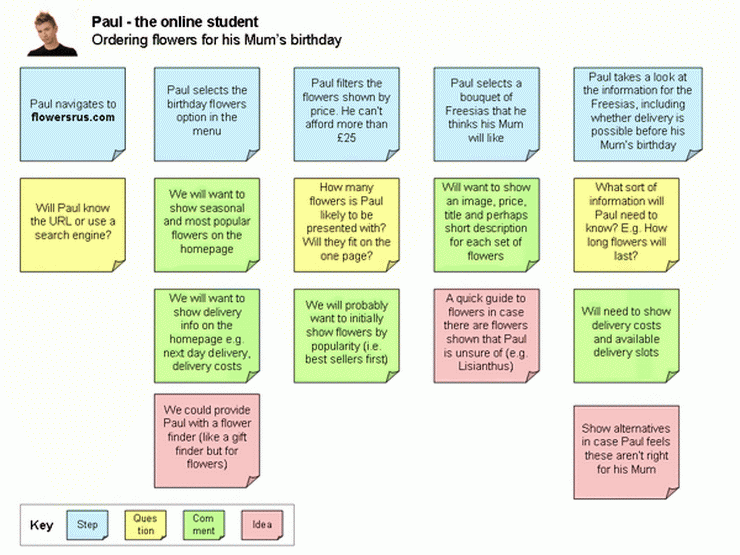 Paul - the online student
Ordering flowers for his Mum's birthday
Paul navigates to
flowersrus.com
Paul selects the
birthday flowers
option in the
menu
Paul filters the
flowers shown by
price. He can't
afford more than
£25
Paul selects a
bouquet of
Freesias that he
thinks his Mum
will like
Paul takes a look at
the information for the
Freesias, including
whether delivery is
possible before his
Mum's birthday
Will Paul know
the URL or use a
search engine?
We will want to
show seasonal
and most popular
flowers on the
homepage
How many
flowers is Paul
likely to be
presented with?
Will they fit on
the one page?
Will want to show
an image, price,
title and perhaps
short description
for each set of
flowers
What sort of
information will
Paul need to
know? E.g. How
long flowers will
last?
We will want to
show delivery
info on the
homepage e.g.
next day delivery,
delivery costs
We will probably
want to initially
show flowers by
popularity (i.e.
best sellers first)
A quick guide to
flowers in case
there are flowers
shown that Paul
is unsure of (e.g.
Lisianthus)
Will need to show
delivery costs
and available
delivery slots
We could provide
Paul with a flower
finder (like a gift
finder but for
flowers)
Show alternatives
in case Paul feels
these aren't right
for his Mum
Key
Step
Ques
tion
Com
ment
Idea